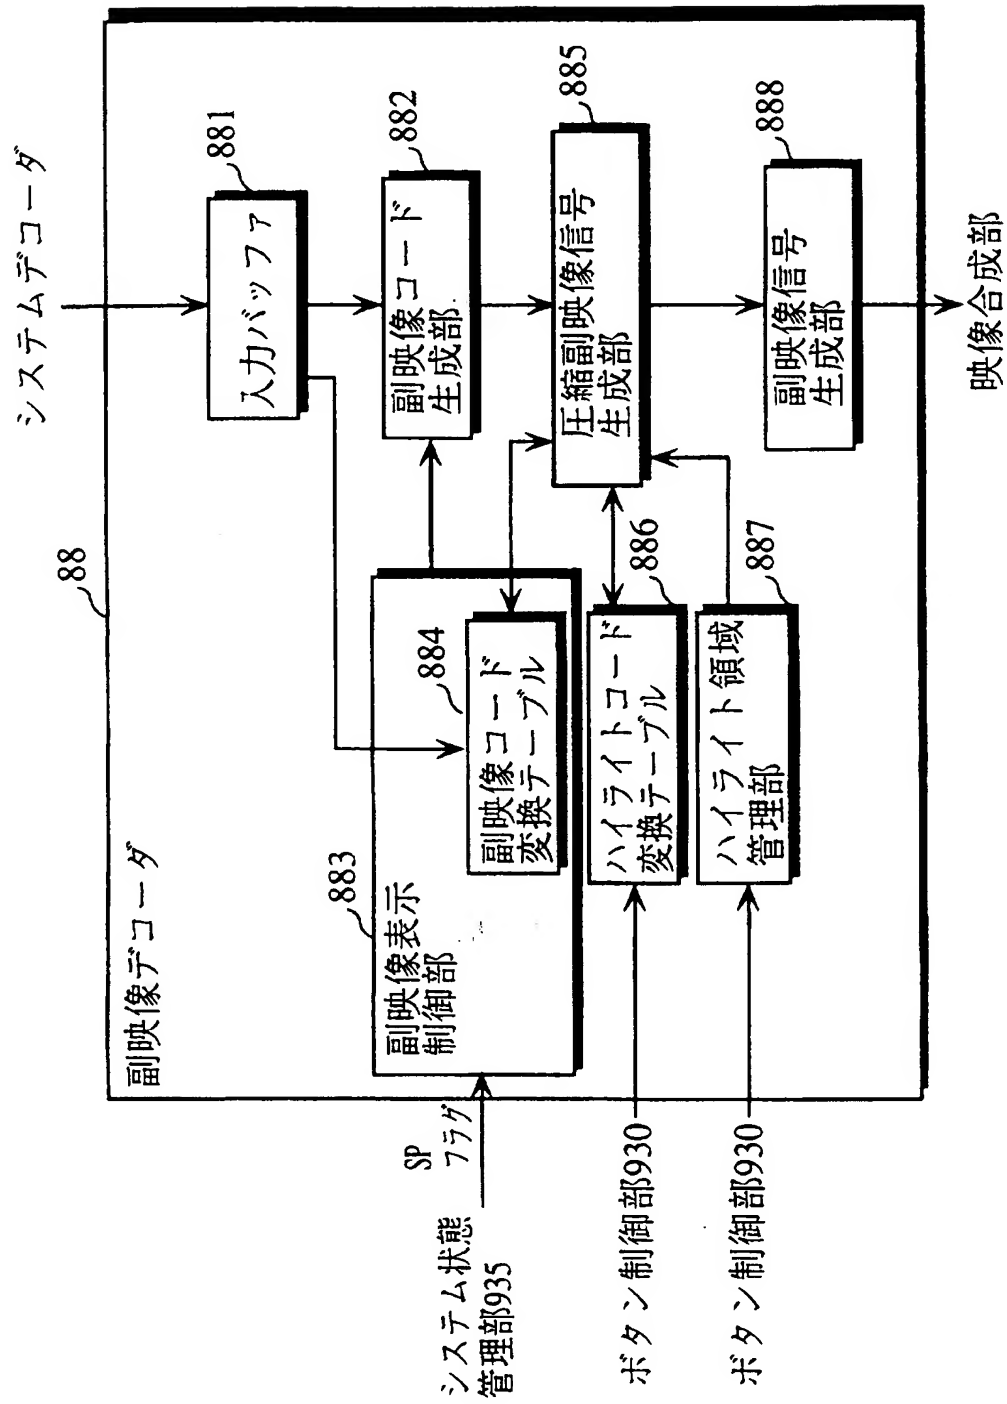 副映像デコーダ
88
システムデコーダ
入力バッファ
881
副映像コード
生成部
882
副映像表示
制御部
883
副映像コード
変換テーブル
884
圧縮副映像信号
生成部
885
ハイライトコード
変換テーブル
886
ハイライト領域
管理部
887
副映像信号
生成部
888
映像合成部
SP
フラグ
システム状態
管理部935
ボタン制御部930
ボタン制御部930